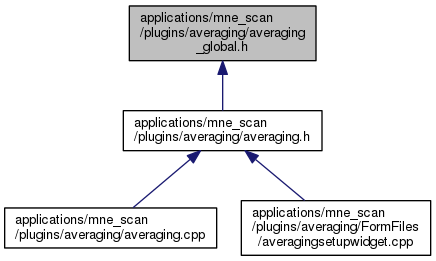 applications/mne_scan
/plugins/averaging/averaging
_global.h
applications/mne_scan
/plugins/averaging/averaging.h
applications/mne_scan
/plugins/averaging/averaging.cpp
applications/mne_scan
/plugins/averaging/FormFiles
/averagingsetupwidget.cpp